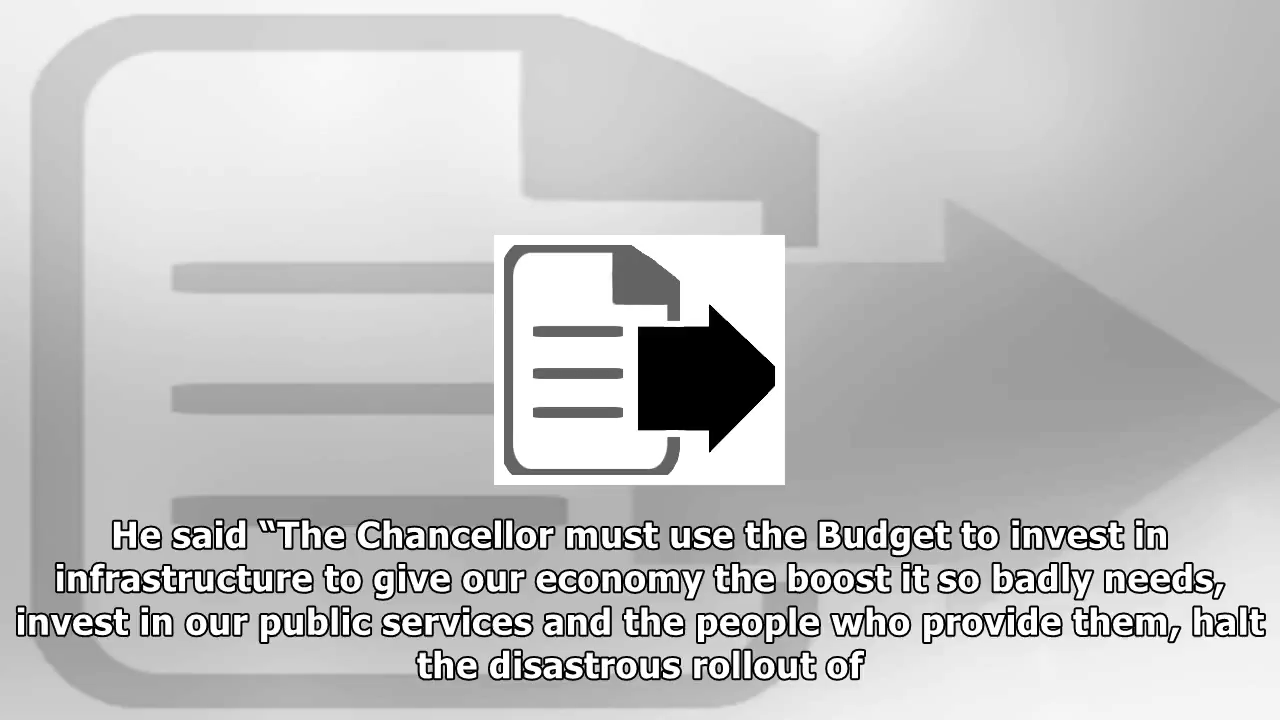 He said “The Chancellor must use the Budget to invest in
infrastructure to give our economy the boost it so badly needs,
invest in our public services and the people who provide them, halt
the disastrous rollout of